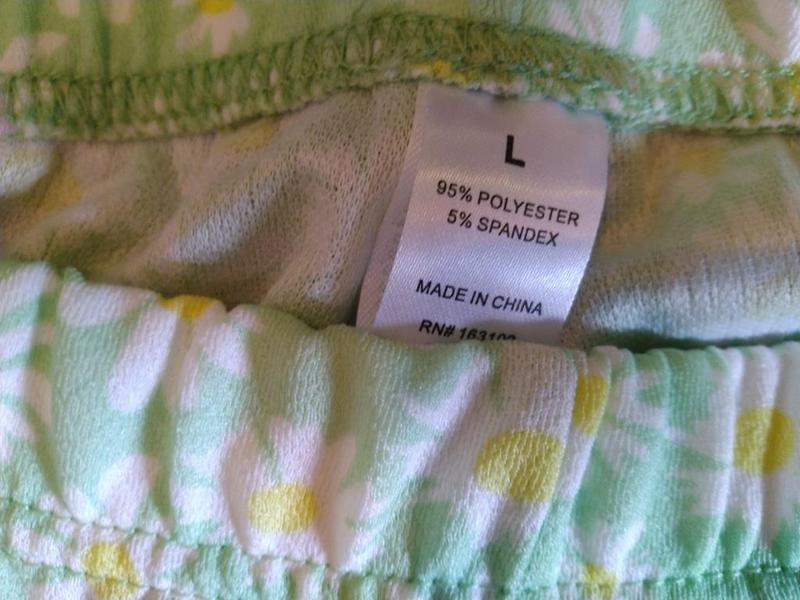 L
95% POLYESTER
5% SPANDEX
MADE IN CHINA
RN#